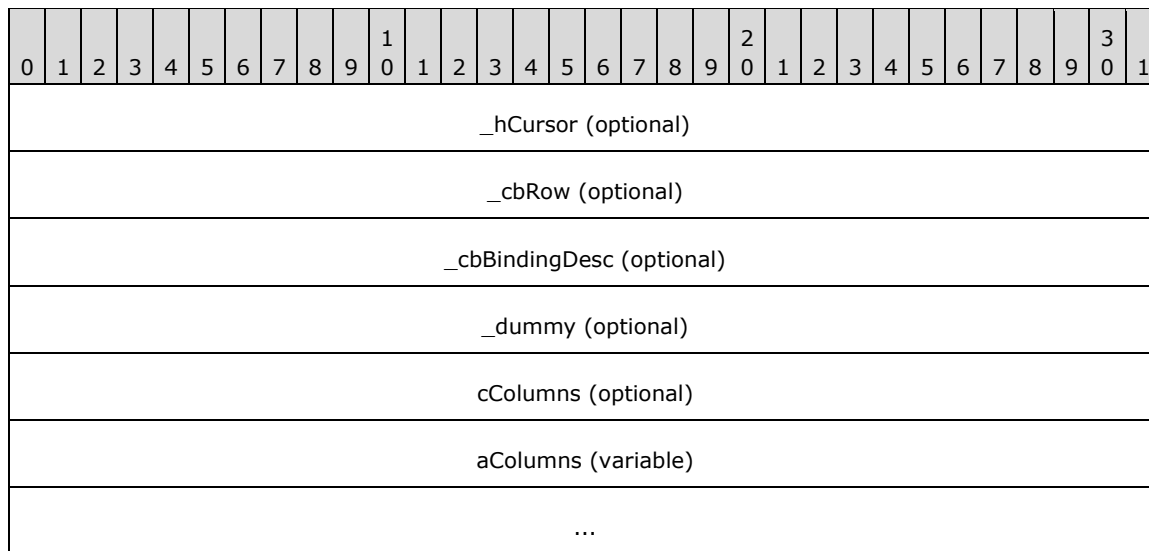 1 2 3
0 1 2 3 4 5 6 7 8 9 0 1 2 3 4 5 6 7 8 9 0 1 2 3 4 5 6 7 8 9 0 1
_hCursor (optional)
_cbRow (optional)
_cbBindingDesc (optional)
_dummy (optional)
cColumns (optional)
aColumns (variable)
...